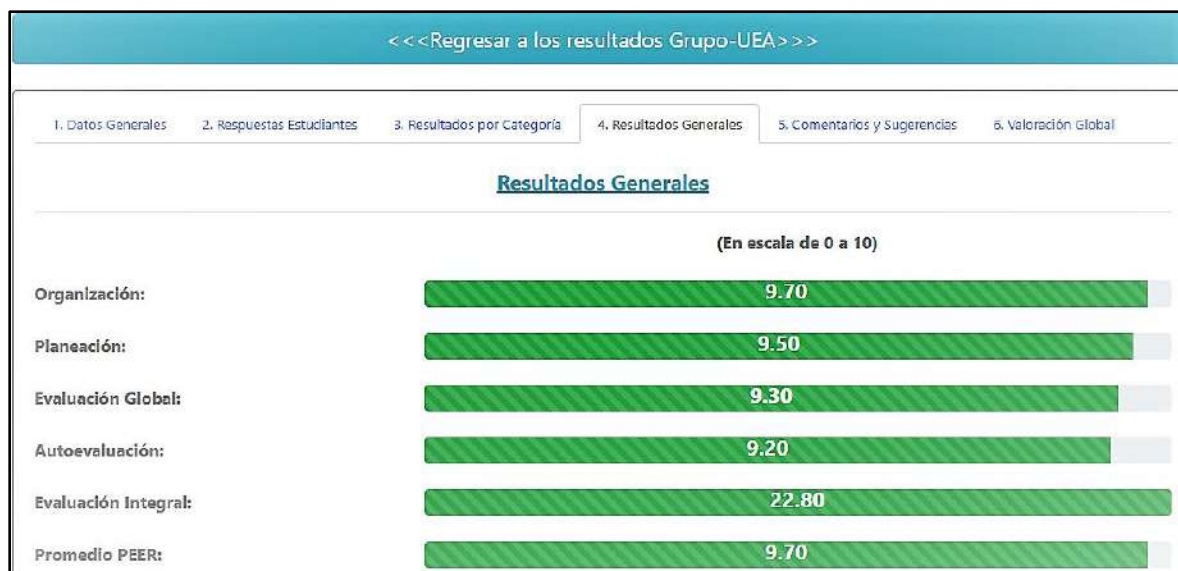 <<<Regresar a los resultados Grupo-UEA>>>
1. Datos Generales 2. Respuestas Estudiantes 3. Resultados por Categoría 4. Resultados Generales 5. Comentarios y Sugerencias 6. Valoración Global
Resultados Generales
(En escala de 0 a 10)
Organización: 9.70
Planeación: 9.50
Evaluación Global: 9.30
Autoevaluación: 9.20
Evaluación Integral: 22.80
Promedio PEER: 9.70